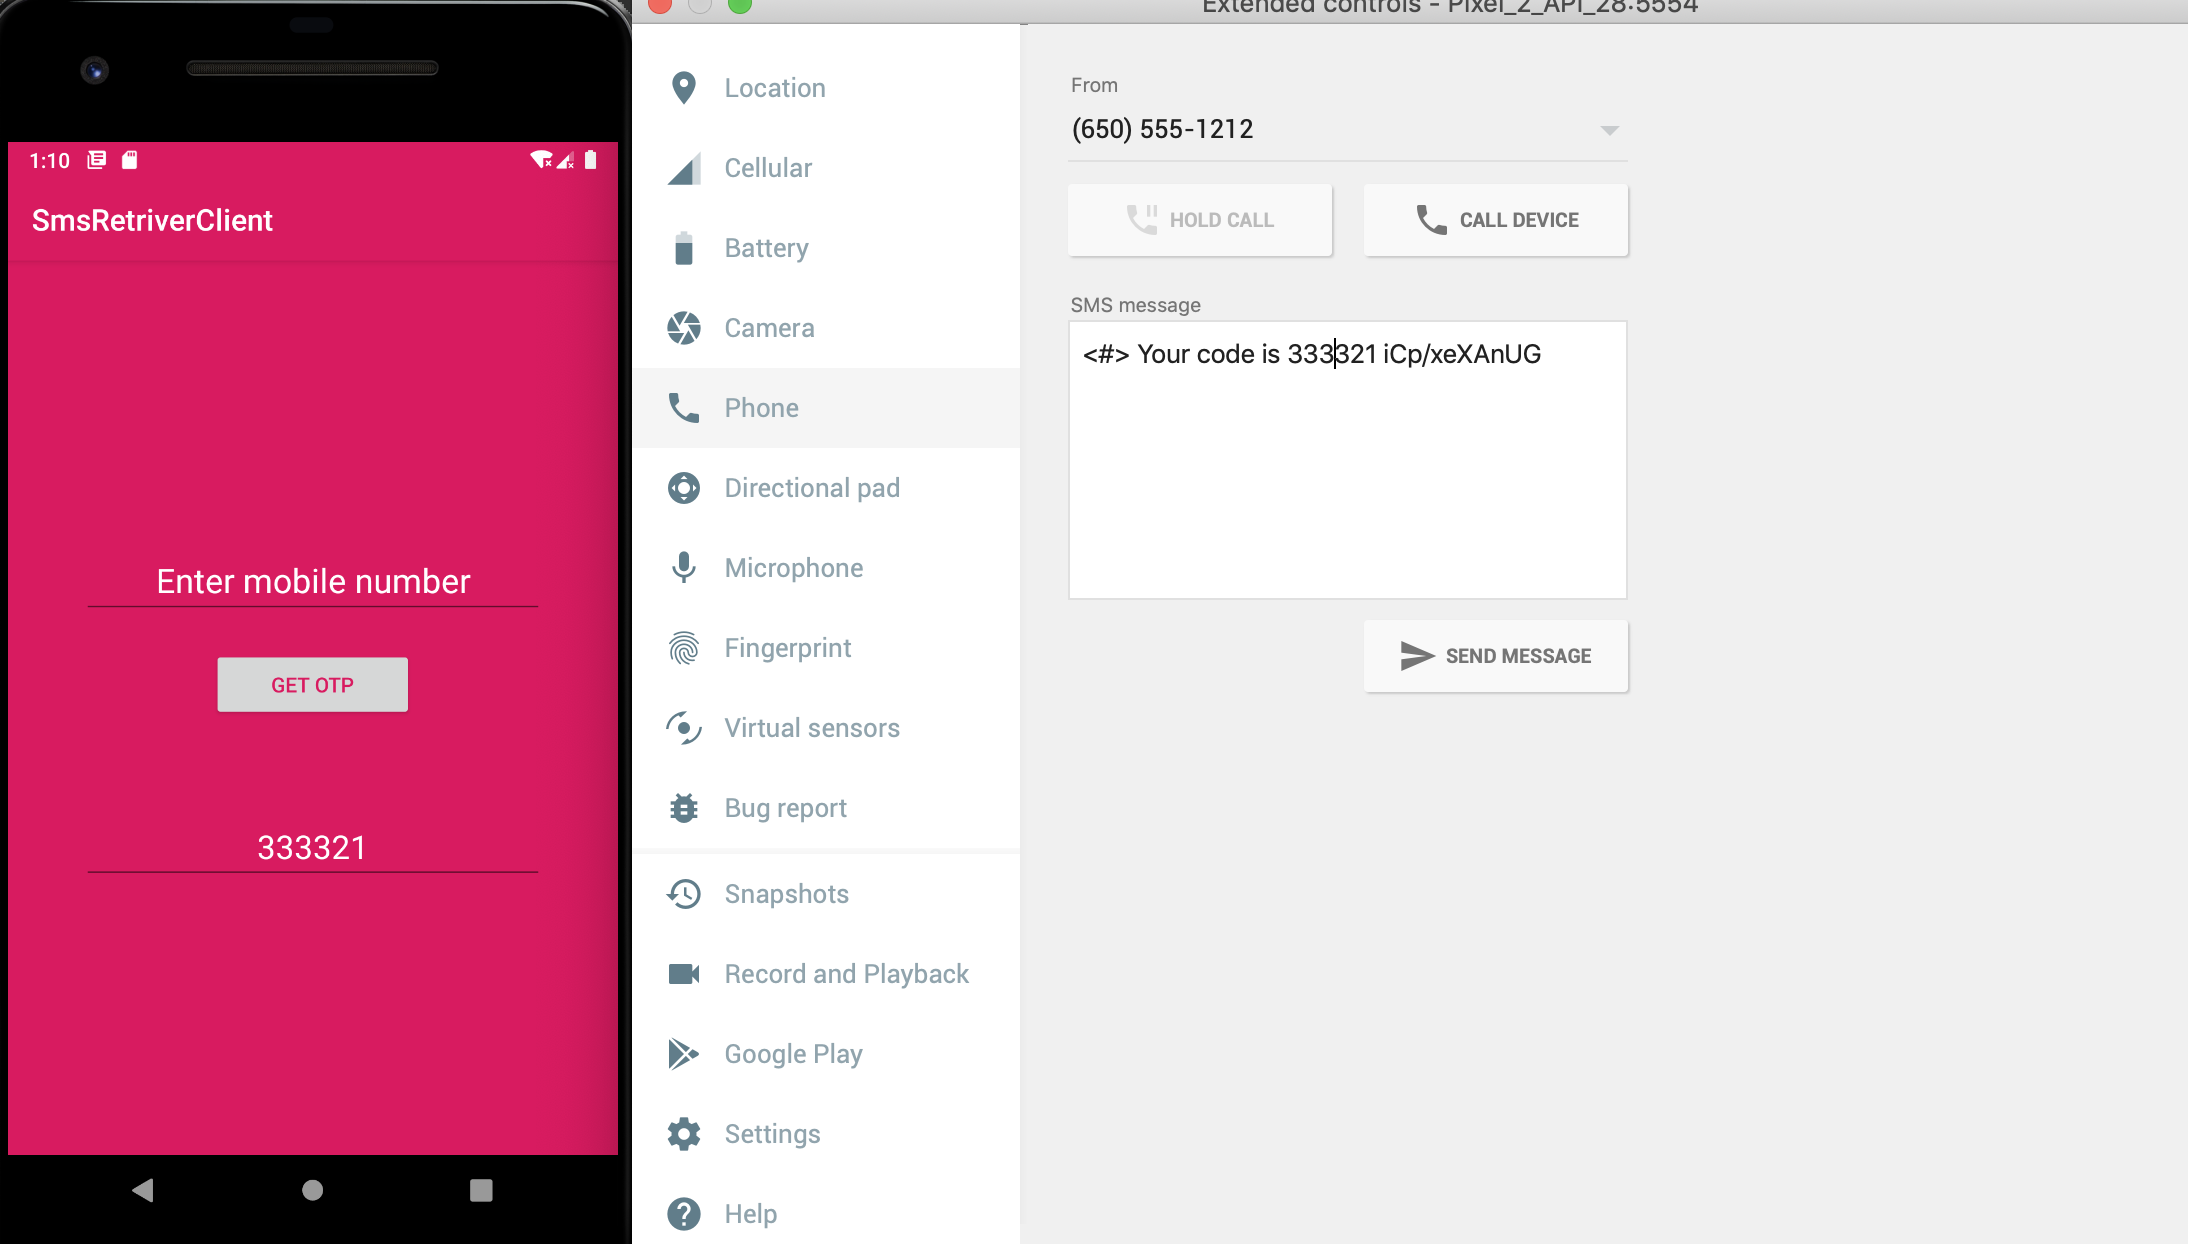 1:10
SmsRetriverClient
Enter mobile number
GET OTP
333321
Extended controls - Pixel_2_API_28:5554
Location
Cellular
Battery
Camera
Phone
Directional pad
Microphone
Fingerprint
Virtual sensors
Bug report
Snapshots
Record and Playback
Google Play
Settings
Help
From
(650) 555-1212
HOLD CALL
CALL DEVICE
SMS message
<#> Your code is 333321 iCp/xeXAnUG
SEND MESSAGE